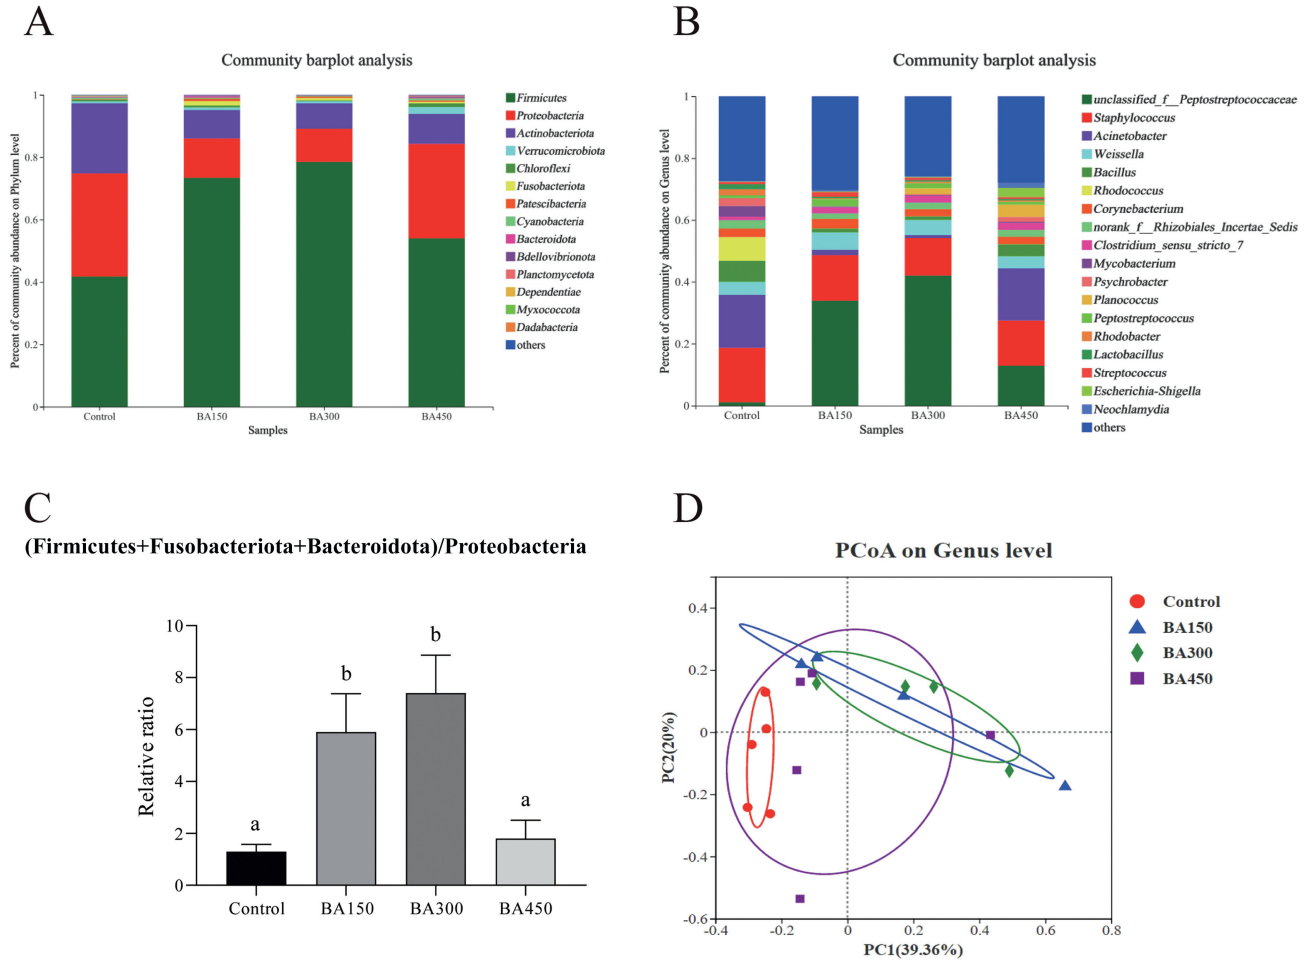 A
Community barplot analysis
Percent of community abundance on Phylum level
1
0.8
0.6
0.4
0.2
0
Control
BA150
BA300
BA450
Samples
Firmicutes
Proteobacteria
Actinobacteriota
Verrucomicrobiota
Chloroflexi
Fusobacteriota
Patescibacteria
Cyanobacteria
Bacteroidota
Bdellovibrionota
Planctomycetota
Dependentiae
Myxococcota
Dadabacteria
others
B
Community barplot analysis
Percent of community abundance on Genus level
1
0.8
0.6
0.4
0.2
0
Control
BA150
BA300
BA450
Samples
unclassified_f__Peptostreptococcaceae
Staphylococcus
Acinetobacter
Weissella
Bacillus
Rhodococcus
Corynebacterium
norank_f__Rhizobiales_Incertae_Sedis
Clostridium_sensu_stricto_7
Mycobacterium
Psychrobacter
Planococcus
Peptostreptococcus
Rhodobacter
Lactobacillus
Streptococcus
Escherichia-Shigella
Neochlamydia
others
C
(Firmicutes+Fusobacteriota+Bacteroidota)/Proteobacteria
Relative ratio
10
8
6
4
2
0
a
b
b
a
Control
BA150
BA300
BA450
D
PCoA on Genus level
PC2(20%)
0.4
0.2
0
-0.2
-0.4
-0.6
-0.4
-0.2
0
0.2
0.4
0.6
0.8
PC1(39.36%)
Control
BA150
BA300
BA450